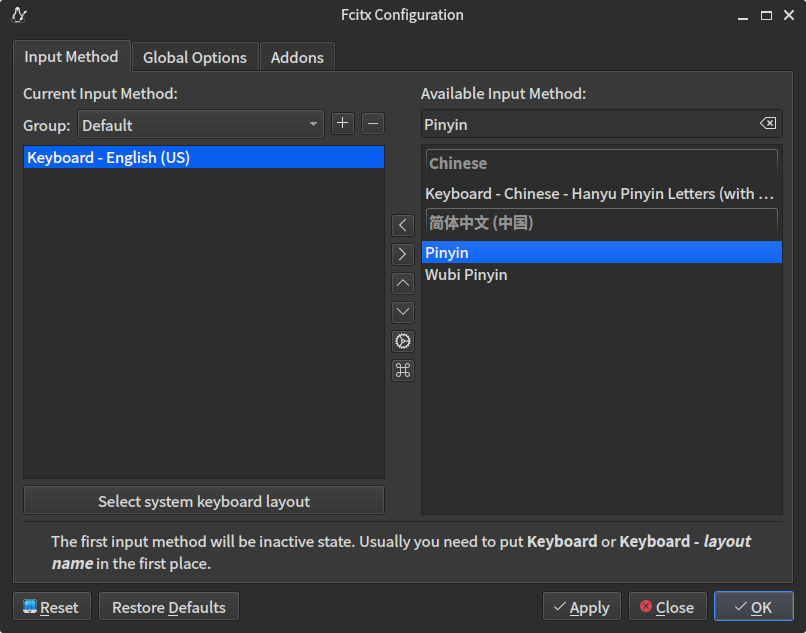 Fcitx Configuration
Input Method
Global Options
Addons
Current Input Method:
Group:
Default
Keyboard - English (US)
Select system keyboard layout
Available Input Method:
Pinyin
Chinese
Keyboard - Chinese - Hanyu Pinyin Letters (with ...
简体中文 (中国)
Pinyin
Wubi Pinyin
The first input method will be inactive state. Usually you need to put Keyboard or Keyboard - layout
name in the first place.
Reset
Restore Defaults
Apply
Close
OK